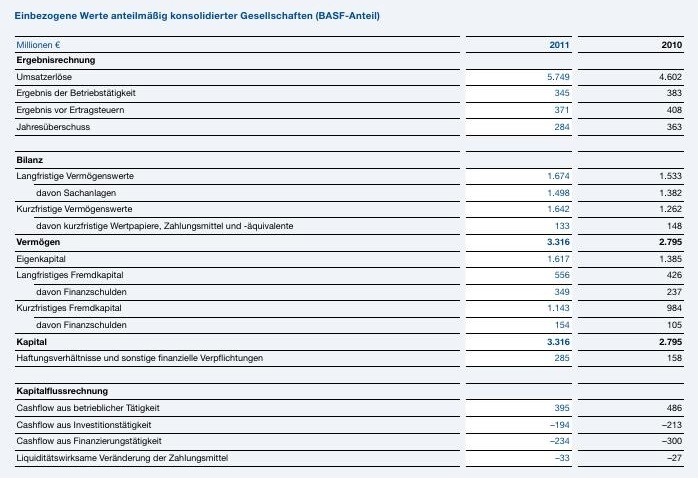 Einbezogene Werte anteilmäßig konsolidierter Gesellschaften (BASF-Anteil)
Millionen € 2011 2010
Ergebnisrechnung
Umsatzerlöse 5.749 4.602
Ergebnis der Betriebstätigkeit 345 383
Ergebnis vor Ertragsteuern 371 408
Jahresüberschuss 284 363
Bilanz
Langfristige Vermögenswerte 1.674 1.533
davon Sachanlagen 1.498 1.382
Kurzfristige Vermögenswerte 1.642 1.262
davon kurzfristige Wertpapiere, Zahlungsmittel und -äquivalente 133 148
Vermögen 3.316 2.795
Eigenkapital 1.617 1.385
Langfristiges Fremdkapital 556 426
davon Finanzschulden 349 237
Kurzfristiges Fremdkapital 1.143 984
davon Finanzschulden 154 105
Kapital 3.316 2.795
Haftungsverhältnisse und sonstige finanzielle Verpflichtungen 285 158
Kapitalflussrechnung
Cashflow aus betrieblicher Tätigkeit 395 486
Cashflow aus Investitionstätigkeit –194 –213
Cashflow aus Finanzierungstätigkeit –234 –300
Liquiditätswirksame Veränderung der Zahlungsmittel –33 –27